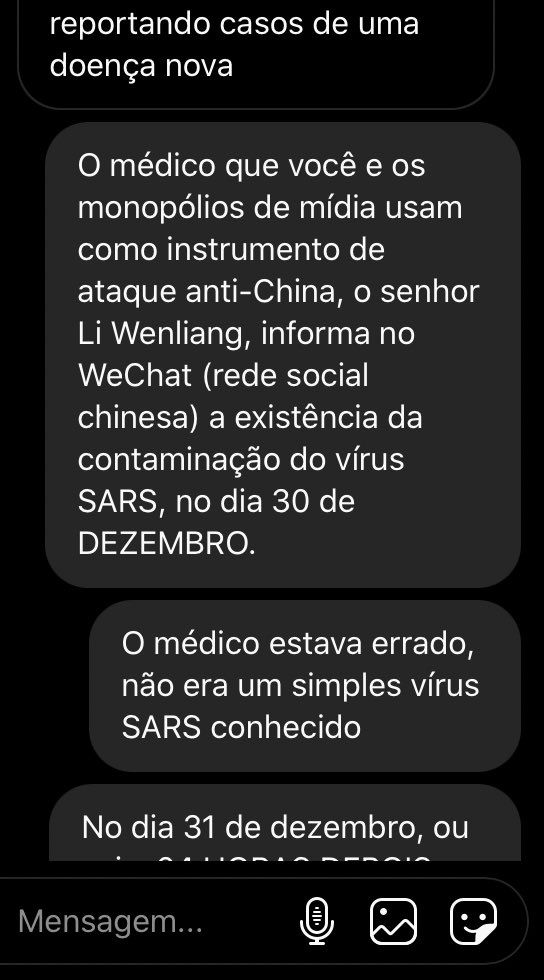 reportando casos de uma
doença nova
O médico que você e os
monopólios de mídia usam
como instrumento de
ataque anti-China, o senhor
Li Wenliang, informa no
WeChat (rede social
chinesa) a existência da
contaminação do vírus
SARS, no dia 30 de
DEZEMBRO.
O médico estava errado,
não era um simples vírus
SARS conhecido
No dia 31 de dezembro, ou
Mensagem...